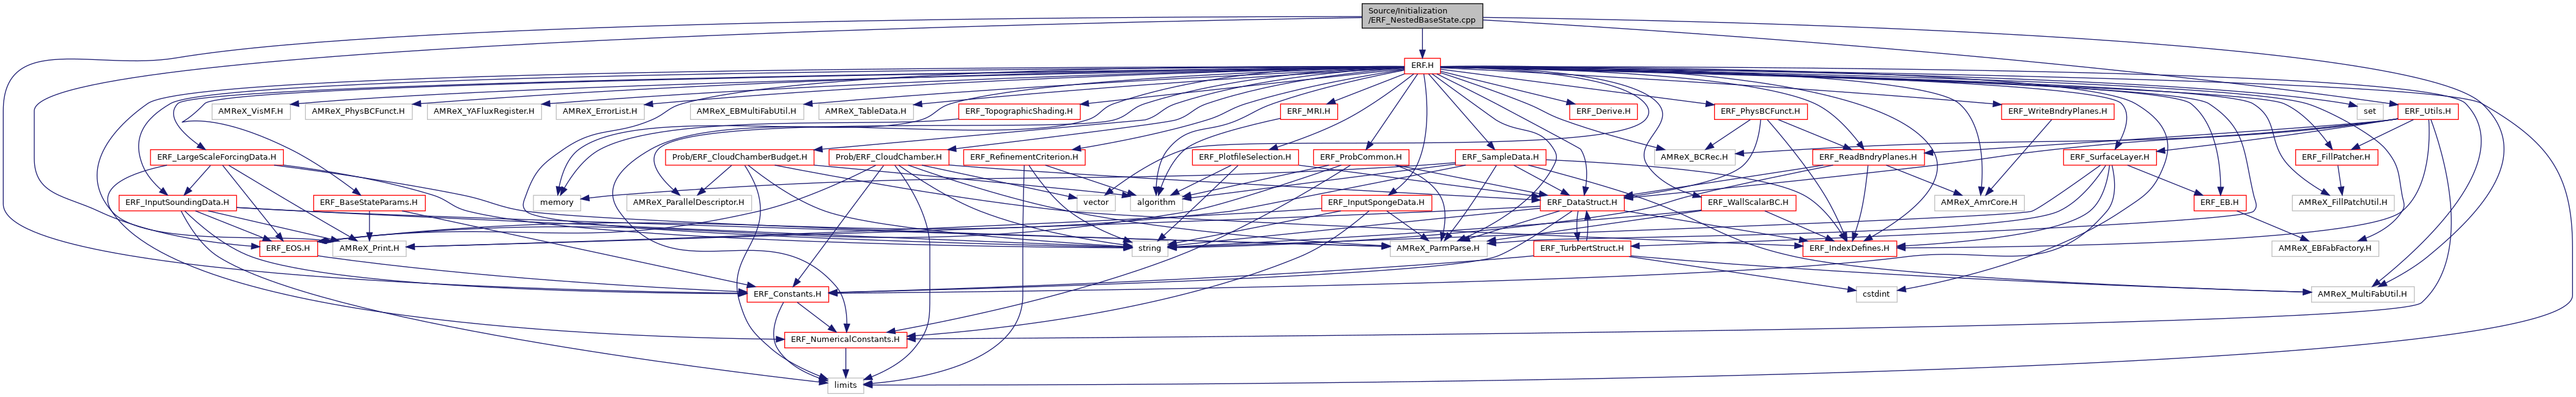 Source/Initialization
/ERF_NestedBaseState.cpp
ERF.H
AMReX_VisMF.H
AMReX_PhysBCFunct.H
AMReX_YAFluxRegister.H
AMReX_ErrorList.H
AMReX_EBMultiFabUtil.H
AMReX_TableData.H
ERF_TopographicShading.H
ERF_MRI.H
ERF_Derive.H
ERF_PhysBCFunct.H
ERF_WriteBndryPlanes.H
set
ERF_Utils.H
ERF_LargeScaleForcingData.H
Prob/ERF_CloudChamberBudget.H
Prob/ERF_CloudChamber.H
ERF_RefinementCriterion.H
ERF_PlotfileSelection.H
ERF_ProbCommon.H
ERF_SampleData.H
AMReX_BCRec.H
ERF_ReadBndryPlanes.H
ERF_SurfaceLayer.H
ERF_FillPatcher.H
ERF_InputSoundingData.H
ERF_BaseStateParams.H
memory
AMReX_ParallelDescriptor.H
vector
algorithm
ERF_InputSpongeData.H
ERF_DataStruct.H
ERF_WallScalarBC.H
AMReX_AmrCore.H
ERF_EB.H
AMReX_FillPatchUtil.H
ERF_EOS.H
AMReX_Print.H
string
AMReX_ParmParse.H
ERF_TurbPertStruct.H
ERF_IndexDefines.H
AMReX_EBFabFactory.H
ERF_Constants.H
cstdint
AMReX_MultiFabUtil.H
ERF_NumericalConstants.H
limits